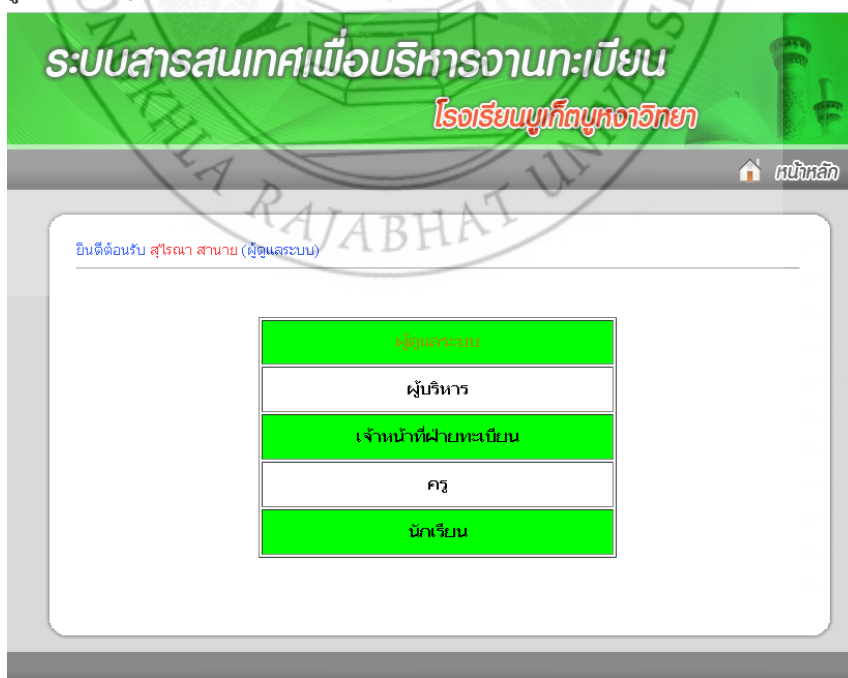 ระบบสารสนเทศเพื่อบริหารงานทะเบียน
โรงเรียนบูเก็ตบูหงาวิทยา
หน้าหลัก
RAJABHAT
ยินดีต้อนรับ สุไรณา สานาย (ผู้ดูแลระบบ)
ผู้ดูแลระบบ
ผู้บริหาร
เจ้าหน้าที่ฝ่ายทะเบียน
ครู
นักเรียน